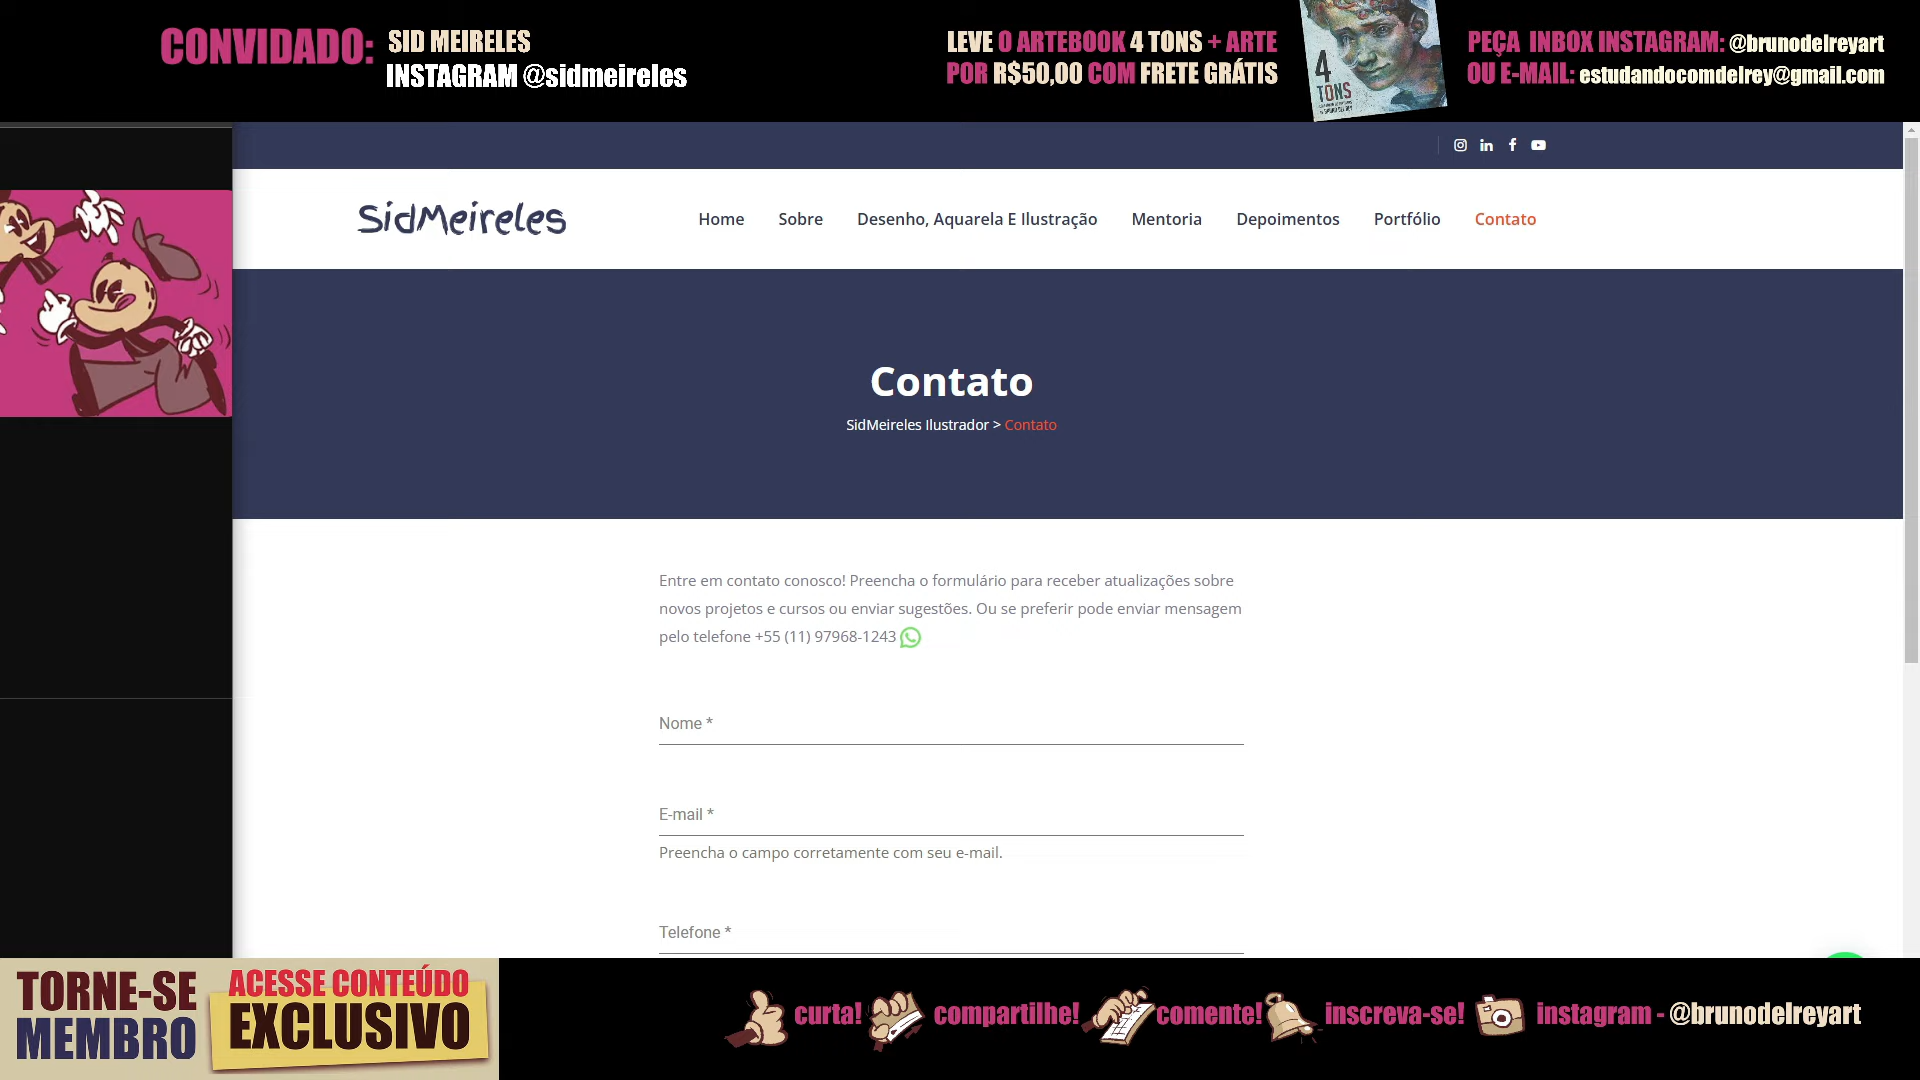 CONVIDADO: SID MEIRELES
INSTAGRAM @sidmeireles
LEVE O ARTEBOOK 4 TONS + ARTE
POR R$50,00 COM FRETE GRÁTIS
4
TONS
PEÇA INBOX INSTAGRAM: @brunodelreyart
OU E-MAIL: estudandocomdelrey@gmail.com
SidMeireles
Home Sobre Desenho, Aquarela E Ilustração Mentoria Depoimentos Portfólio Contato
Contato
SidMeireles Ilustrador > Contato
Entre em contato conosco! Preencha o formulário para receber atualizações sobre
novos projetos e cursos ou enviar sugestões. Ou se preferir pode enviar mensagem
pelo telefone +55 (11) 97968-1243
Nome *
E-mail *
Preencha o campo corretamente com seu e-mail.
Telefone *
TORNE-SE
MEMBRO
ACESSE CONTEÚDO
EXCLUSIVO
curta! compartilhe! comente! inscreva-se! instagram - @brunodelreyart